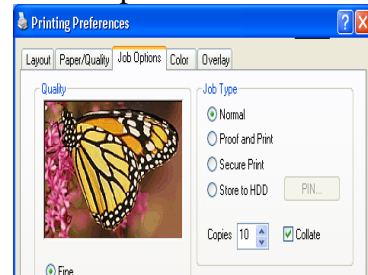 Printing Preferences
Layout Paper/Quality Job Options Color Overlay
Quality
Job Type
Normal
Proof and Print
Secure Print
Store to HDD PIN...
Copies 10 Collate
Fine